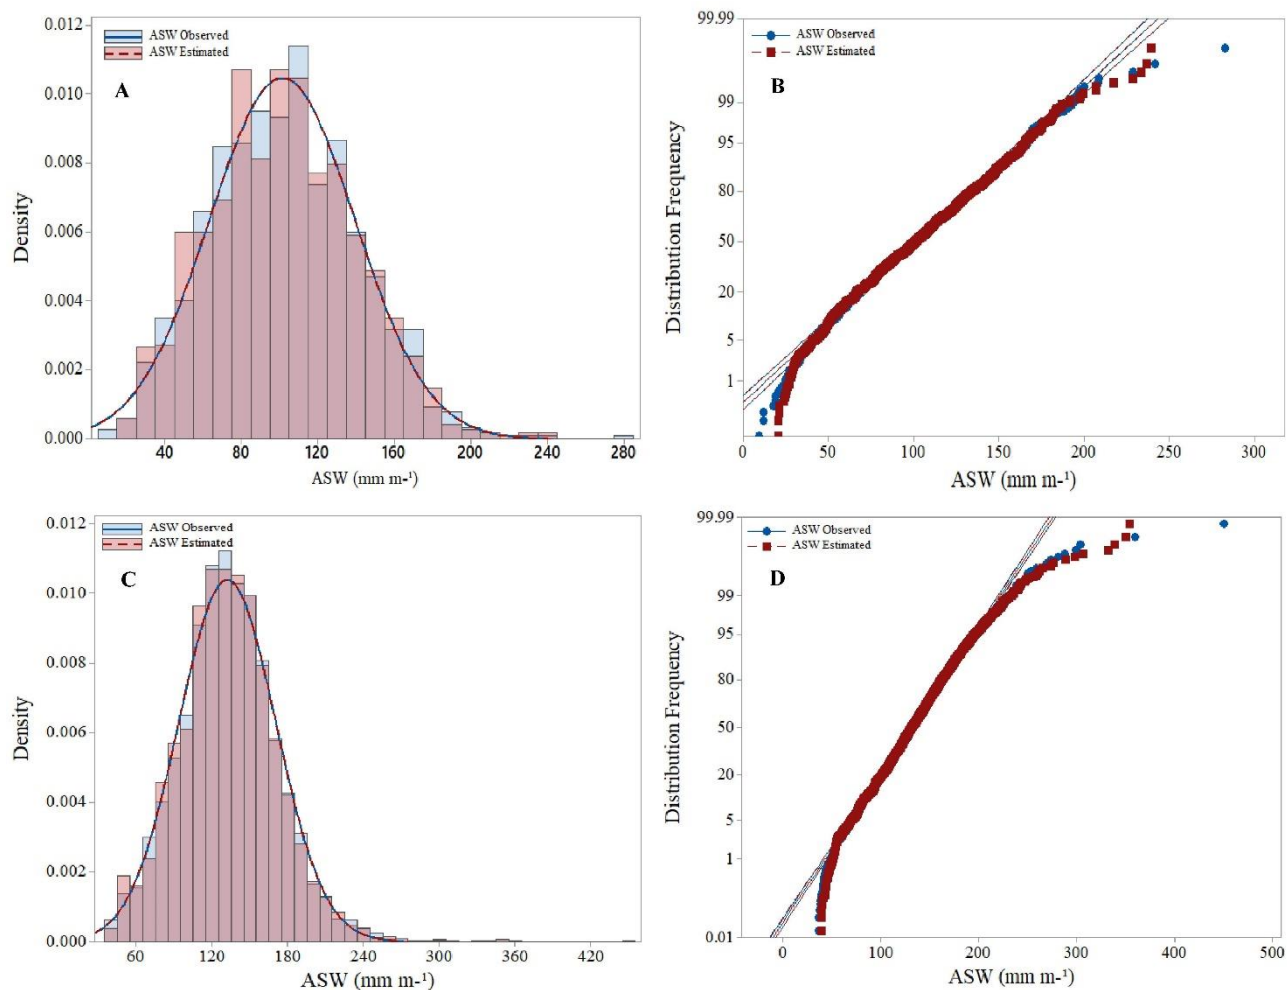 0.012
0.010
0.008
0.006
0.004
0.002
0.000
Density
ASW Observed
ASW Estimated
A
40 80 120 160 200 240 280
ASW (mm m-¹)
99.99
99
95
80
50
20
5
1
Distribution Frequency
ASW Observed
ASW Estimated
B
0 50 100 150 200 250 300
ASW (mm m-¹)
0.012
0.010
0.008
0.006
0.004
0.002
0.000
Density
ASW Observed
ASW Estimated
C
60 120 180 240 300 360 420
ASW (mm m-¹)
99.99
99
95
80
50
20
5
1
0.01
Distribution Frequency
ASW Observed
ASW Estimated
D
0 100 200 300 400 500
ASW (mm m-¹)